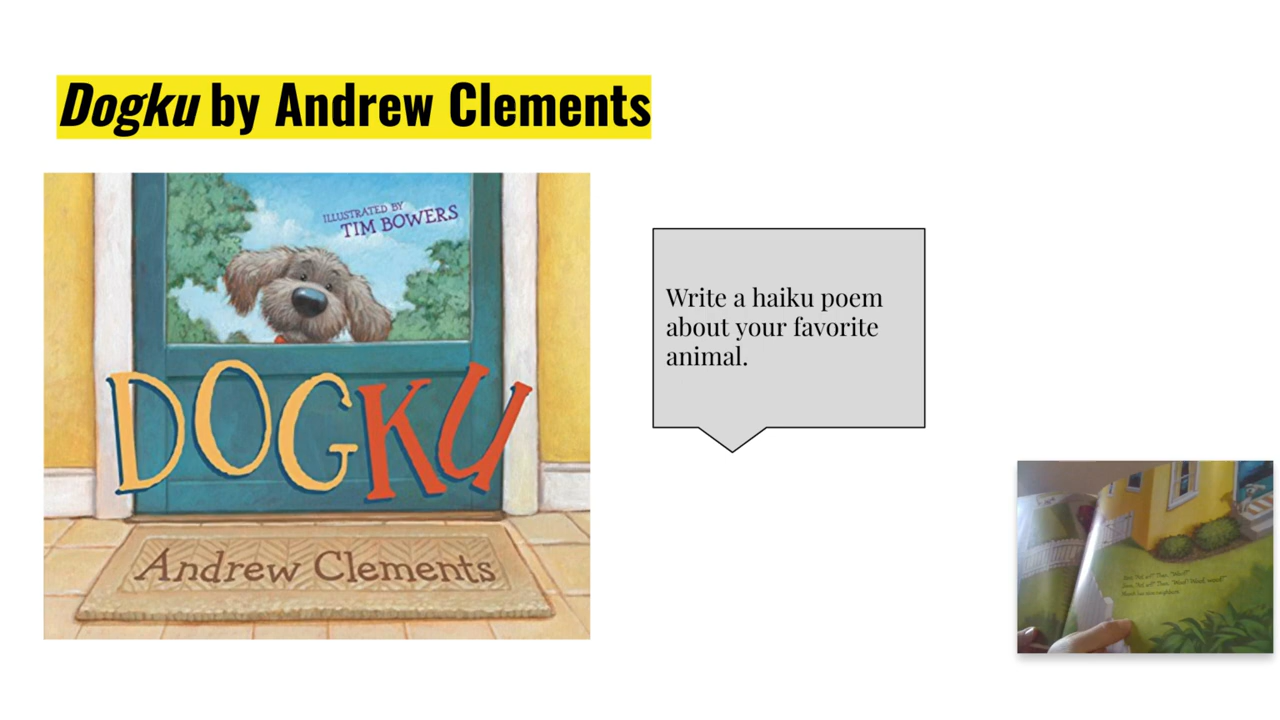 Dogku by Andrew Clements
ILLUSTRATED BY
TIM BOWERS
DOGKU
Andrew Clements
Write a haiku poem
about your favorite
animal.